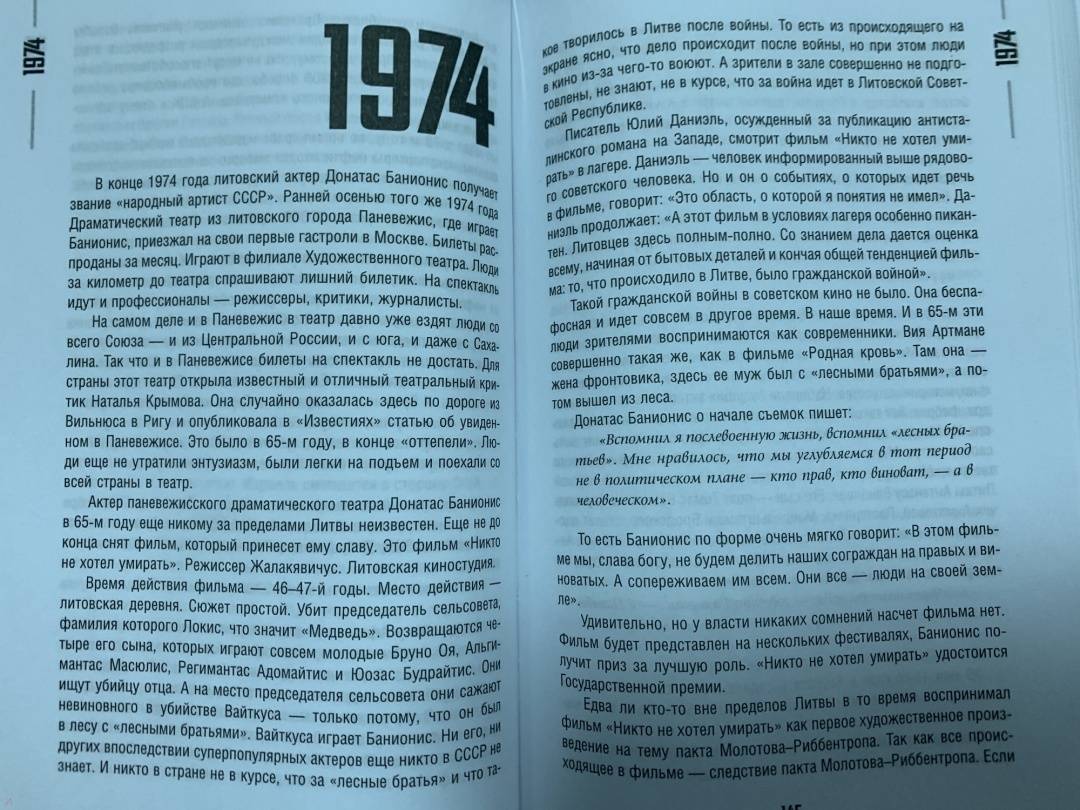 1974
1974
В конце 1974 года литовский актер Донатас Банионис получает
звание «народный артист СССР». Ранней осенью того же 1974 года
Драматический театр из литовского города Паневежис, где играет
Банионис, приезжал на свои первые гастроли в Москве. Билеты рас-
проданы за месяц. Играют в филиале Художественного театра. Люди
за километр до театра спрашивают лишний билетик. На спектакль
идут и профессионалы — режиссеры, критики, журналисты.
На самом деле и в Паневежис в театр давно уже ездят люди со
всего Союза — и из Центральной России, и с юга, и даже с Саха-
лина. Так что и в Паневежисе билеты на спектакль не достать. Для
страны этот театр открыла известный и отличный театральный кри-
тик Наталья Крымова. Она случайно оказалась здесь по дороге из
Вильнюса в Ригу и опубликовала в «Известиях» статью об увиден-
ном в Паневежисе. Это было в 65-м году, в конце «оттепели». Лю-
ди еще не утратили энтузиазм, были легки на подъем и поехали со
всей страны в театр.
Актер паневежисского драматического театра Донатас Банионис
в 65-м году еще никому за пределами Литвы неизвестен. Еще не до
конца снят фильм, который принесет ему славу. Это фильм «Никто
не хотел умирать». Режиссер Жалакявичус. Литовская киностудия.
Время действия фильма — 46–47-й годы. Место действия —
литовская деревня. Сюжет простой. Убит председатель сельсовета,
фамилия которого Локис, что значит «Медведь». Возвращаются че-
тыре его сына, которых играют совсем молодые Бруно Оя, Альги-
мантас Масюлис, Регимантас Адомайтис и Юозас Будрайтис. Они
ищут убийцу отца. А на место председателя сельсовета они сажают
невиновного в убийстве Вайткуса — только потому, что он был
в лесу с «лесными братьями». Вайткуса играет Банионис. Ни его, ни
других впоследствии суперпопулярных актеров еще никто в СССР не
знает. И никто в стране не в курсе, что за «лесные братья» и что та-
1974
кое творилось в Литве после войны. То есть из происходящего на
экране ясно, что дело происходит после войны, но при этом люди
в кино из-за чего-то воюют. А зрители в зале совершенно не подго-
товлены, не знают, не в курсе, что за война идет в Литовской Совет-
ской Республике.
Писатель Юлий Даниэль, осужденный за публикацию антиста-
линского романа на Западе, смотрит фильм «Никто не хотел уми-
рать» в лагере. Даниэль — человек информированный выше рядово-
го советского человека. Но и он о событиях, о которых идет речь
в фильме, говорит: «Это область, о которой я понятия не имел». Да-
ниэль продолжает: «А этот фильм в условиях лагеря особенно пикан-
тен. Литовцев здесь полным-полно. Со знанием дела дается оценка
всему, начиная от бытовых деталей и кончая общей тенденцией филь-
ма: то, что происходило в Литве, было гражданской войной».
Такой гражданской войны в советском кино не было. Она беспа-
фосная и идет совсем в другое время. В наше время. И в 65-м эти
люди зрителями воспринимаются как современники. Вия Артмане
совершенно такая же, как в фильме «Родная кровь». Там она —
жена фронтовика, здесь ее муж был с «лесными братьями», а по-
том вышел из леса.
Донатас Банионис о начале съемок пишет:
«Вспомнил я послевоенную жизнь, вспомнил «лесных бра-
тьев». Мне нравилось, что мы углубляемся в тот период
не в политическом плане — кто прав, кто виноват, — а в
человеческом».
То есть Банионис по форме очень мягко говорит: «В этом филь-
ме мы, слава богу, не будем делить наших сограждан на правых и ви-
новатых. А сопереживаем им всем. Они все — люди на своей зем-
ле».
Удивительно, но у власти никаких сомнений насчет фильма нет.
Фильм будет представлен на нескольких фестивалях, Банионис по-
лучит приз за лучшую роль. «Никто не хотел умирать» удостоится
Государственной премии.
Едва ли кто-то вне пределов Литвы в то время воспринимал
фильм «Никто не хотел умирать» как первое художественное произ-
ведение на тему пакта Молотова–Риббентропа. Так как все проис-
ходящее в фильме — следствие пакта Молотова–Риббентропа. Если